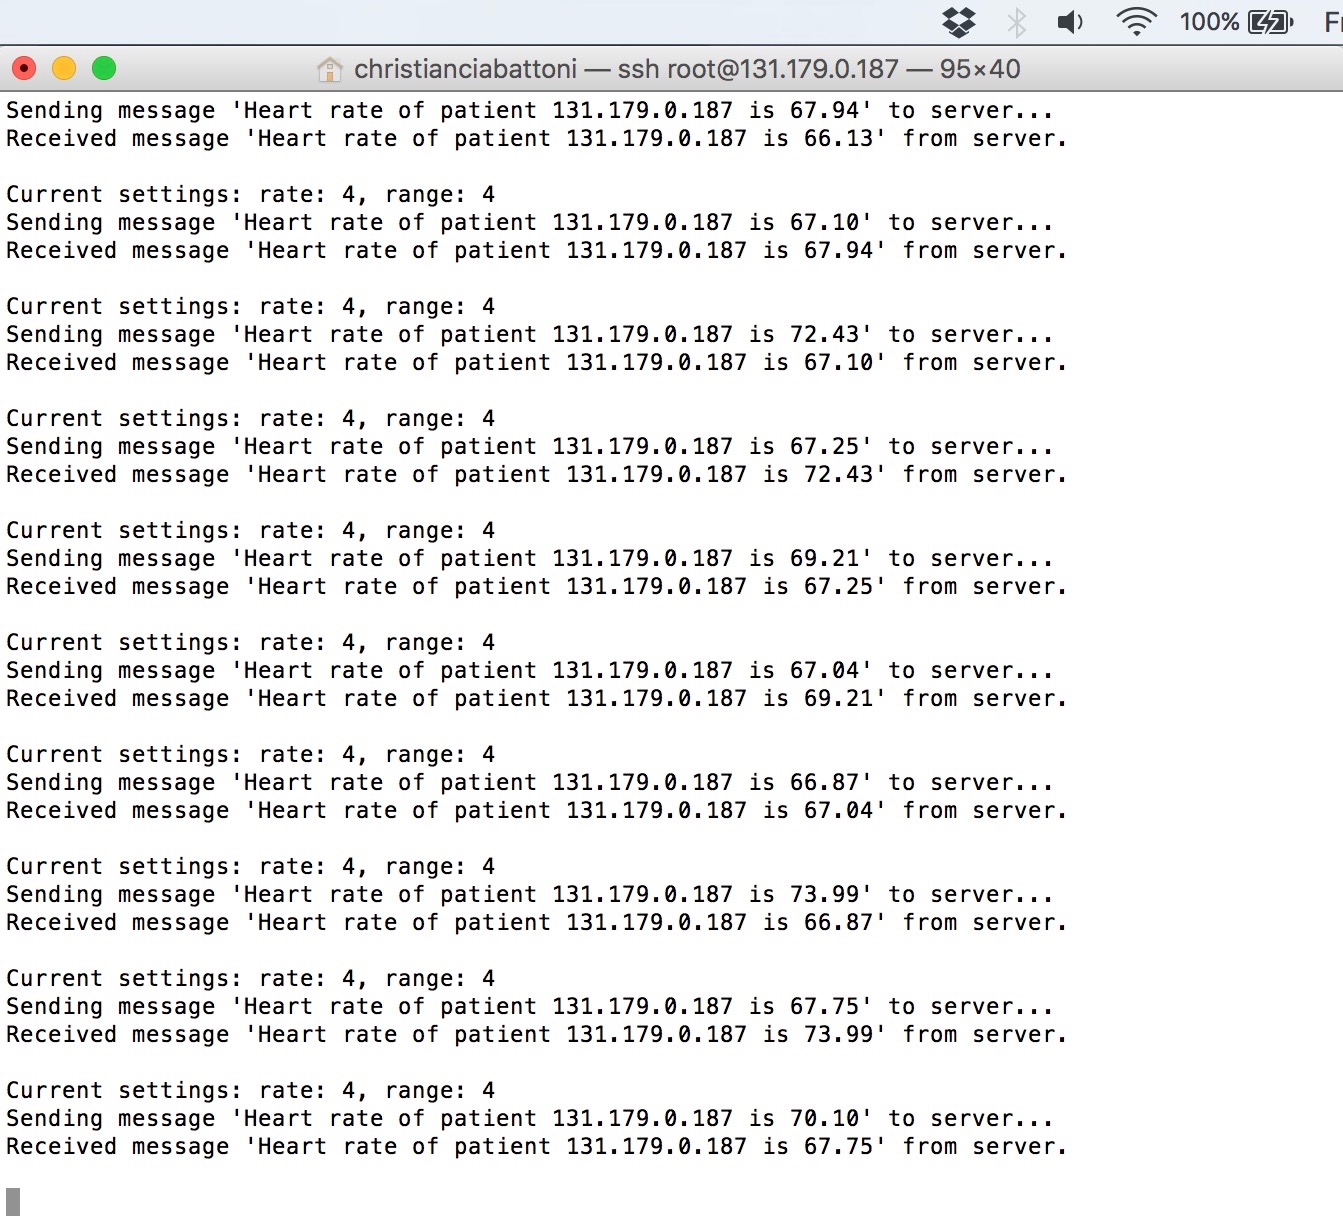 100% Fr
christianciabattoni — ssh root@131.179.0.187 — 95×40
Sending message 'Heart rate of patient 131.179.0.187 is 67.94' to server...
Received message 'Heart rate of patient 131.179.0.187 is 66.13' from server.
Current settings: rate: 4, range: 4
Sending message 'Heart rate of patient 131.179.0.187 is 67.10' to server...
Received message 'Heart rate of patient 131.179.0.187 is 67.94' from server.
Current settings: rate: 4, range: 4
Sending message 'Heart rate of patient 131.179.0.187 is 72.43' to server...
Received message 'Heart rate of patient 131.179.0.187 is 67.10' from server.
Current settings: rate: 4, range: 4
Sending message 'Heart rate of patient 131.179.0.187 is 67.25' to server...
Received message 'Heart rate of patient 131.179.0.187 is 72.43' from server.
Current settings: rate: 4, range: 4
Sending message 'Heart rate of patient 131.179.0.187 is 69.21' to server...
Received message 'Heart rate of patient 131.179.0.187 is 67.25' from server.
Current settings: rate: 4, range: 4
Sending message 'Heart rate of patient 131.179.0.187 is 67.04' to server...
Received message 'Heart rate of patient 131.179.0.187 is 69.21' from server.
Current settings: rate: 4, range: 4
Sending message 'Heart rate of patient 131.179.0.187 is 66.87' to server...
Received message 'Heart rate of patient 131.179.0.187 is 67.04' from server.
Current settings: rate: 4, range: 4
Sending message 'Heart rate of patient 131.179.0.187 is 73.99' to server...
Received message 'Heart rate of patient 131.179.0.187 is 66.87' from server.
Current settings: rate: 4, range: 4
Sending message 'Heart rate of patient 131.179.0.187 is 67.75' to server...
Received message 'Heart rate of patient 131.179.0.187 is 73.99' from server.
Current settings: rate: 4, range: 4
Sending message 'Heart rate of patient 131.179.0.187 is 70.10' to server...
Received message 'Heart rate of patient 131.179.0.187 is 67.75' from server.